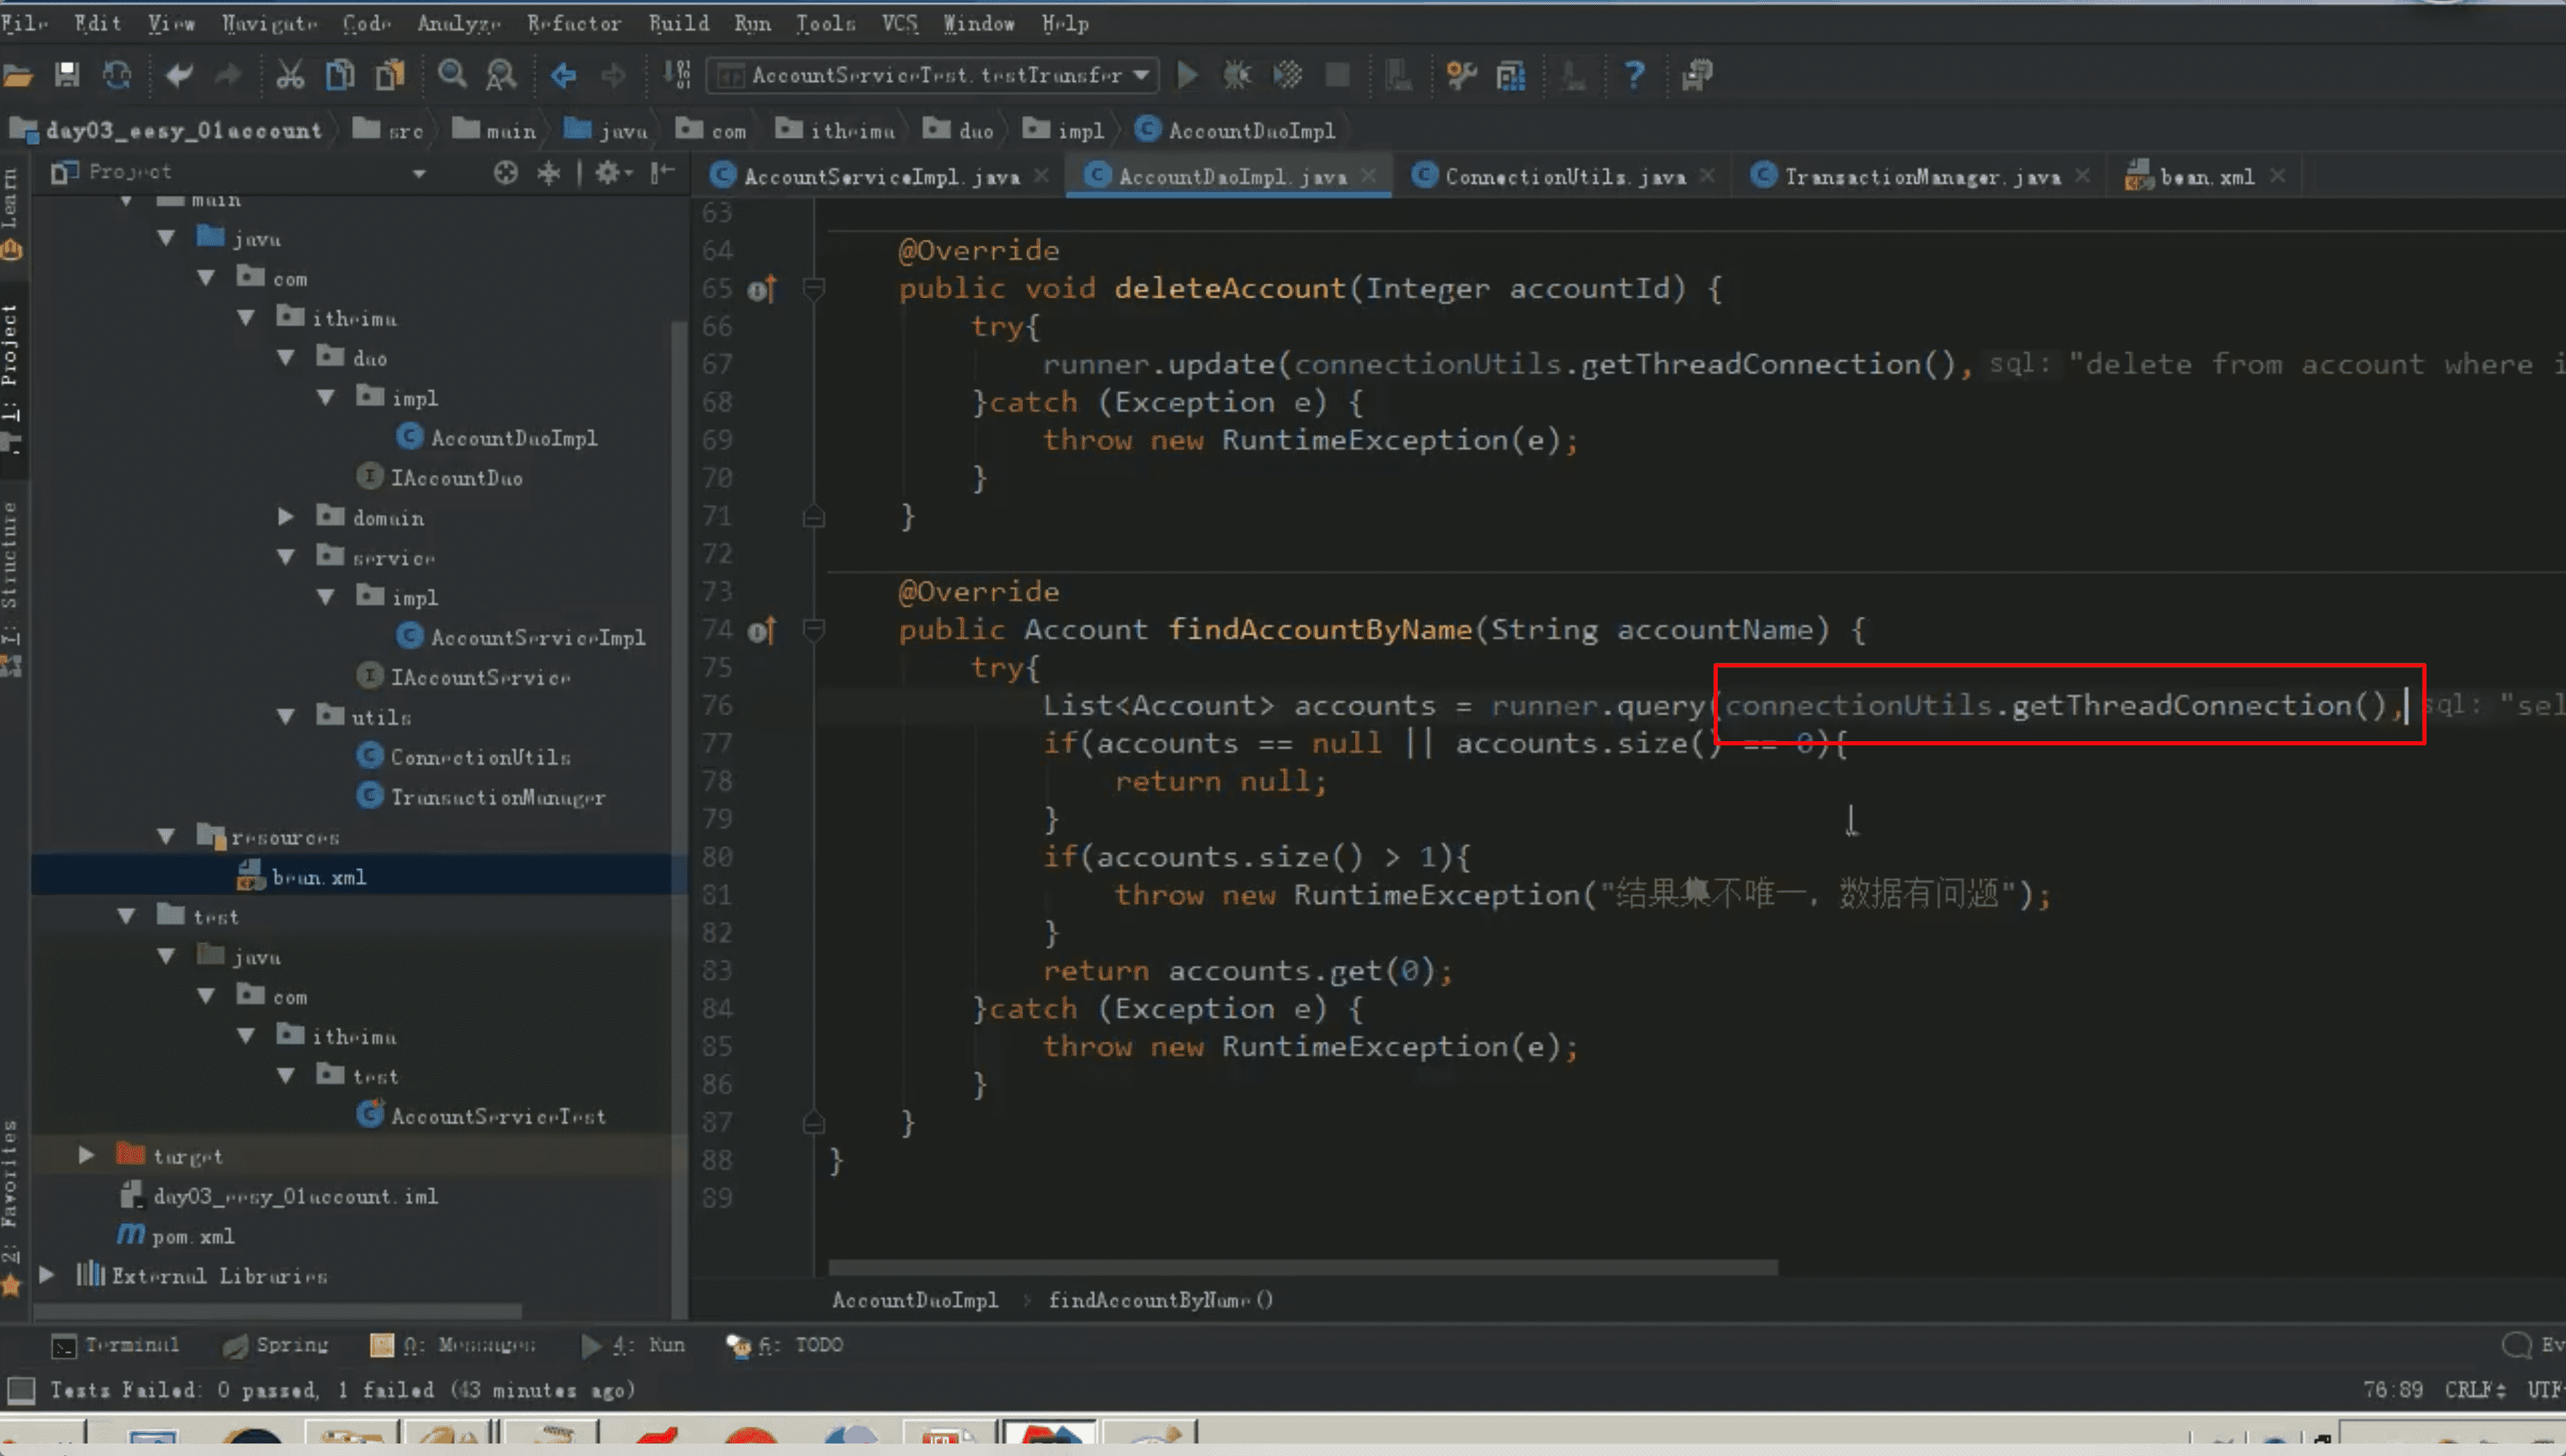 File Edit View Navigate Code Analyze Refactor Build Run Tools VCS Window Help
AccountServiceTest.testTransfer
day03_eesy_01account src main java com itheima dao impl AccountDaoImpl
Project
AccountServiceImpl.java AccountDaoImpl.java ConnectionUtils.java TransactionManager.java bean.xml
Learn
1: Project
7: Structure
2: Favorites
main
java
com
itheima
dao
impl
AccountDaoImpl
IAccountDao
domain
service
impl
AccountServiceImpl
IAccountService
utils
ConnectionUtils
TransactionManager
resources
bean.xml
test
java
com
itheima
test
AccountServiceTest
target
day03_eesy_01account.iml
pom.xml
External Libraries
63
64 @Override
65 public void deleteAccount(Integer accountId) {
66 try{
67 runner.update(connectionUtils.getThreadConnection(), sql: "delete from account where i
68 }catch (Exception e) {
69 throw new RuntimeException(e);
70 }
71 }
72
73 @Override
74 public Account findAccountByName(String accountName) {
75 try{
76 List<Account> accounts = runner.query(connectionUtils.getThreadConnection(), sql: "sel
77 if(accounts == null || accounts.size() == 0){
78 return null;
79 }
80 if(accounts.size() > 1){
81 throw new RuntimeException("结果集不唯一，数据有问题");
82 }
83 return accounts.get(0);
84 }catch (Exception e) {
85 throw new RuntimeException(e);
86 }
87 }
88 }
89
AccountDaoImpl findAccountByName()
Terminal Spring 0: Messages 4: Run 6: TODO Ev
Tests Failed: 0 passed, 1 failed (43 minutes ago) 76:89 CRLF UTF